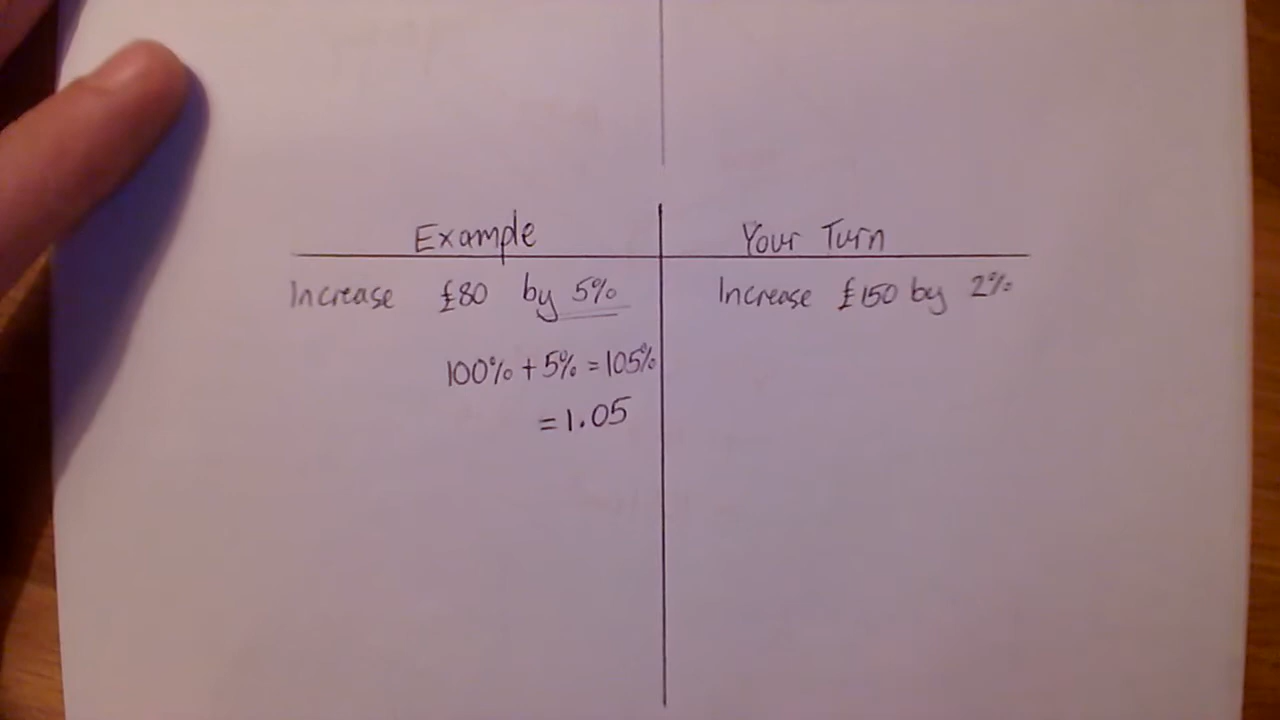 Example
Increase £80 by 5%
100% + 5% = 105%
= 1.05
Your Turn
Increase £150 by 2%